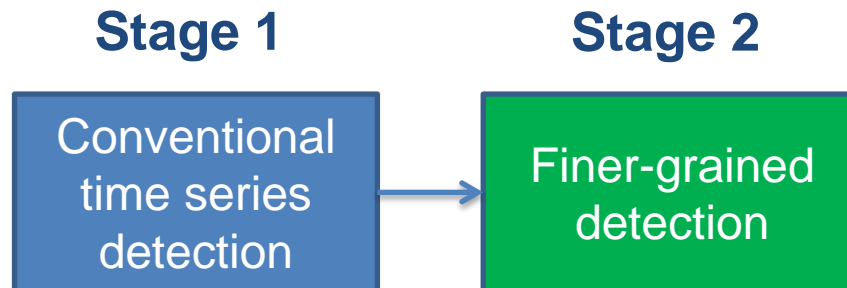 Stage 1
Stage 2
Conventional
time series
detection
Finer-grained
detection